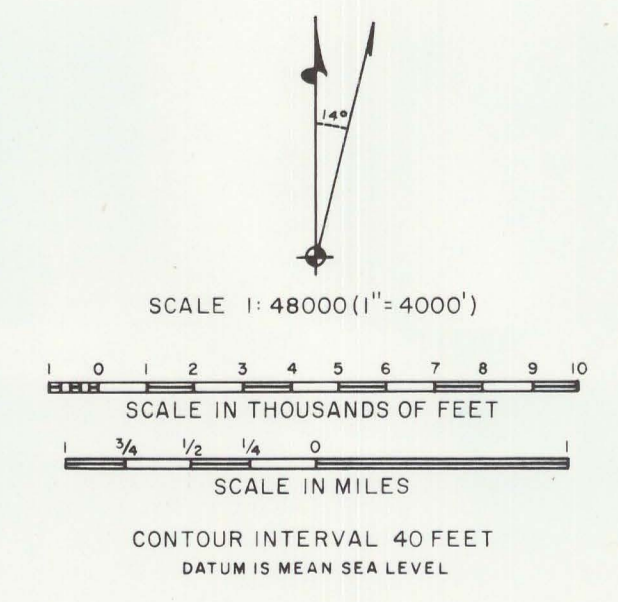 14°
SCALE 1:48000(1"=4000')
1 0 1 2 3 4 5 6 7 8 9 10
SCALE IN THOUSANDS OF FEET
1 3/4 1/2 1/4 0 1
SCALE IN MILES
CONTOUR INTERVAL 40 FEET
DATUM IS MEAN SEA LEVEL